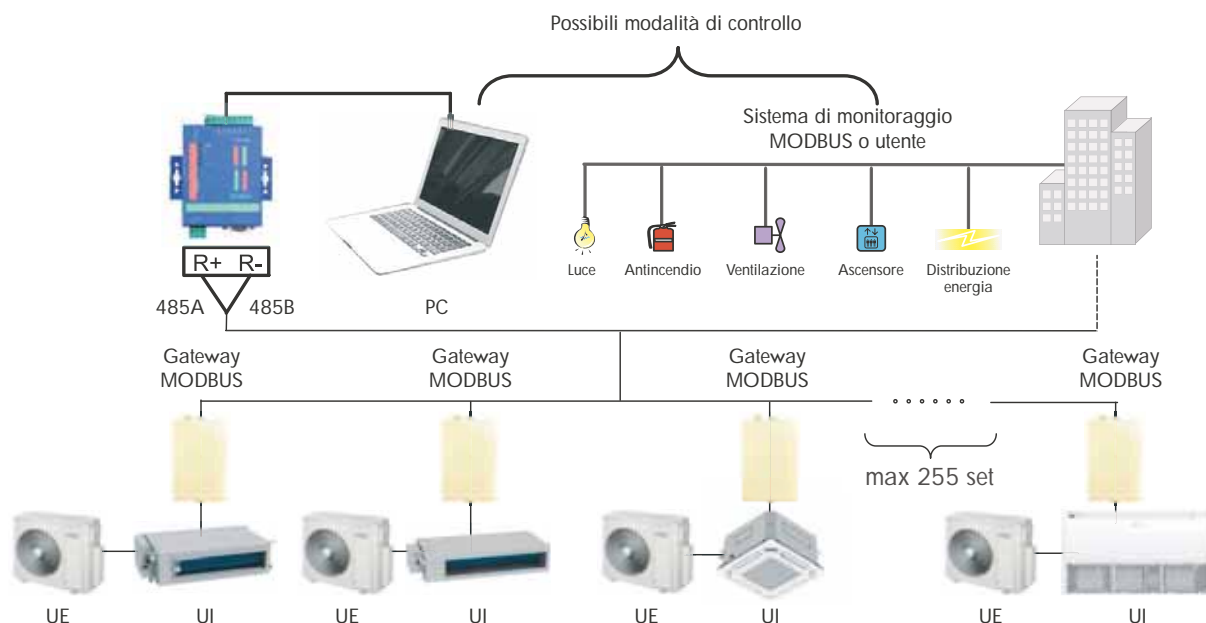 Possibili modalità di controllo
Sistema di monitoraggio
MODBUS o utente
R+ R-
Luce
Antincendio
Ventilazione
Ascensore
Distribuzione
energia
485A
485B
PC
Gateway
MODBUS
Gateway
MODBUS
Gateway
MODBUS
Gateway
MODBUS
max 255 set
UE
UI
UE
UI
UE
UI
UE
UI